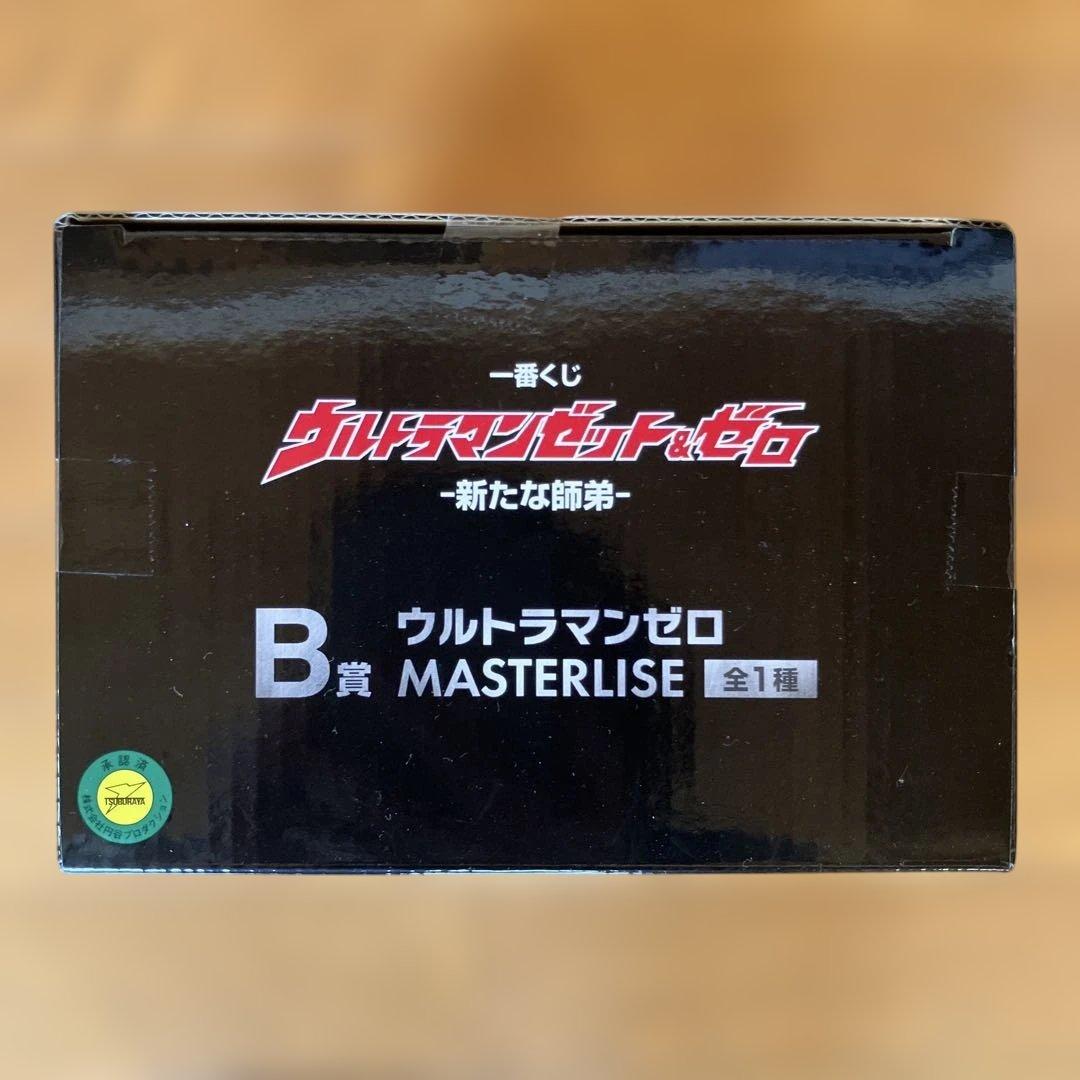 一番くじ
ウルトラマンゼット&ゼロ
-新たな師弟-
B賞
ウルトラマンゼロ
MASTERLISE 全1種
承認済
TSUBURAYA
株式会社円谷プロダクション